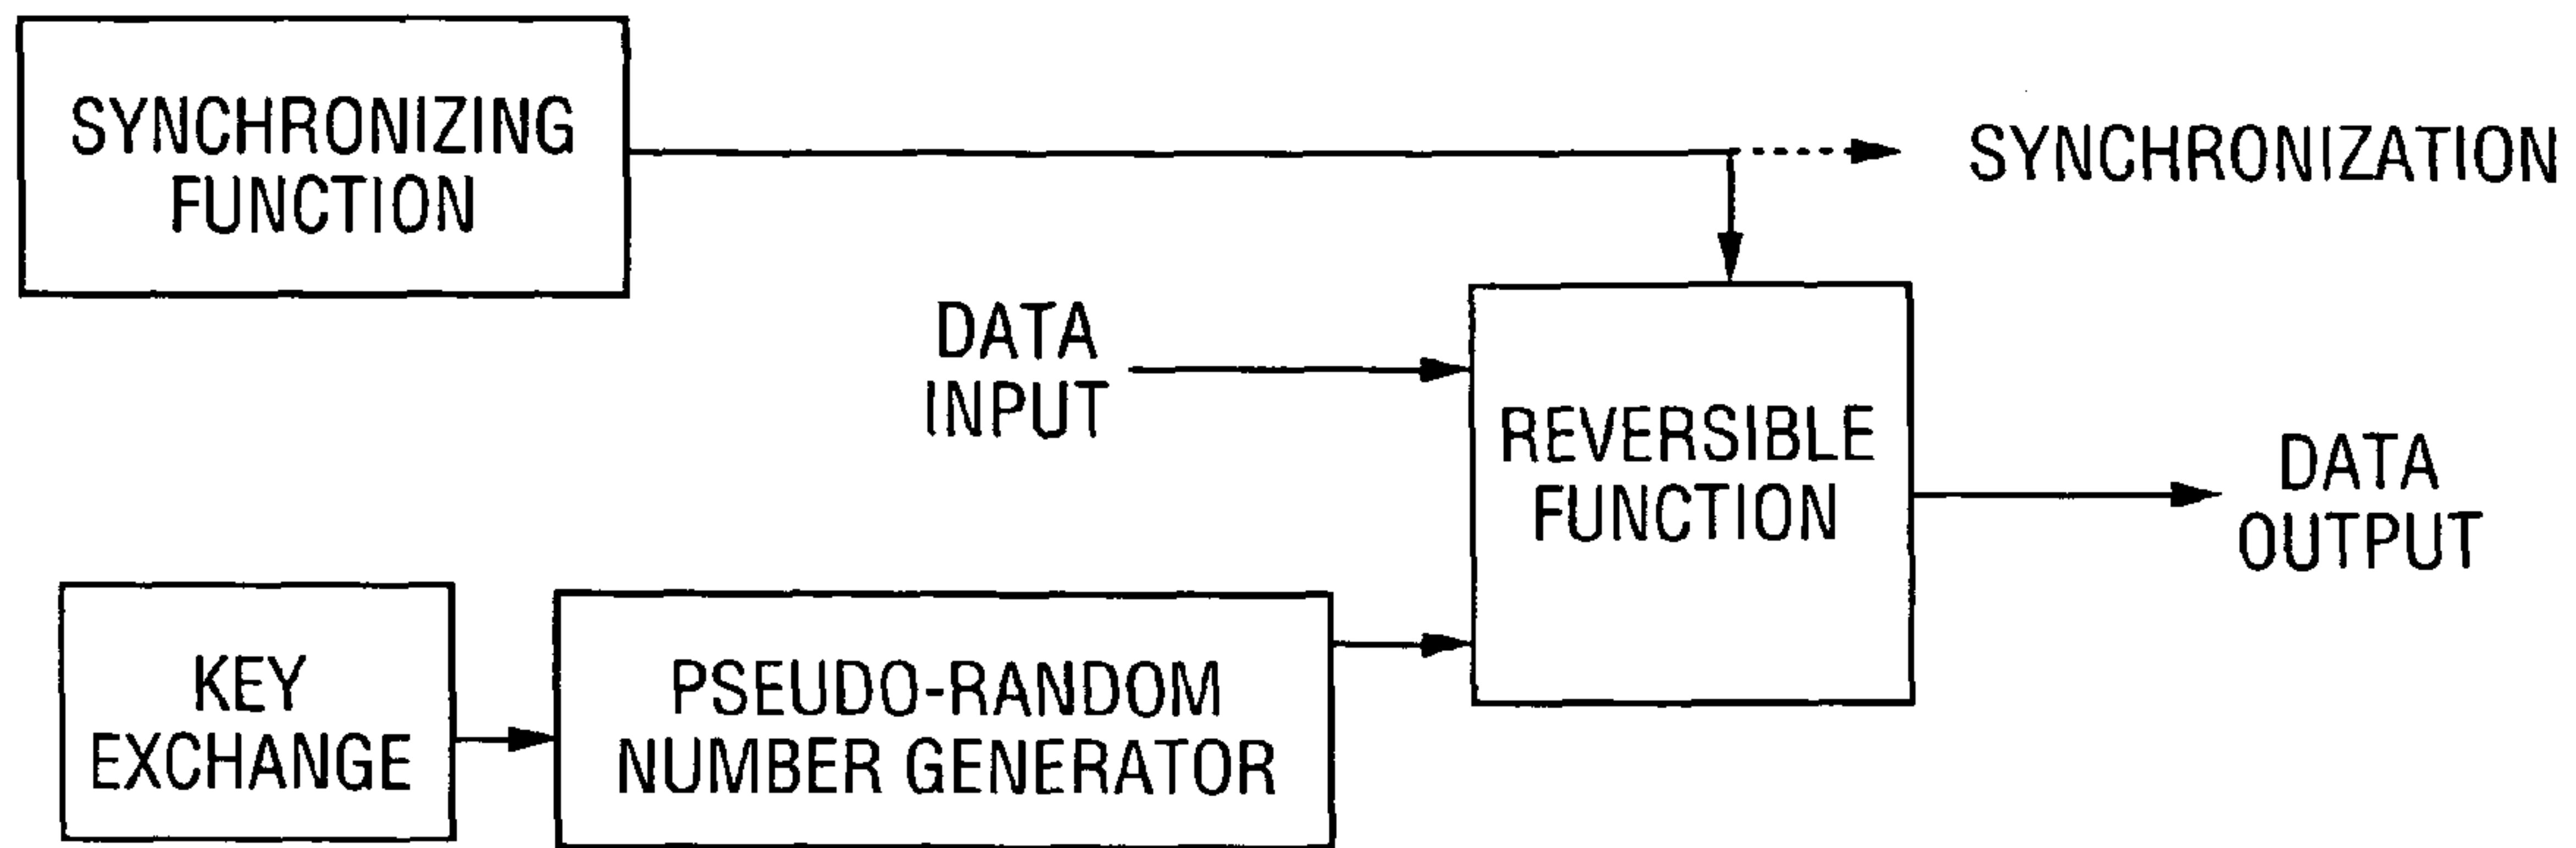 SYNCHRONIZING
FUNCTION
SYNCHRONIZATION
DATA
INPUT
REVERSIBLE
FUNCTION
DATA
OUTPUT
KEY
EXCHANGE
PSEUDO-RANDOM
NUMBER GENERATOR